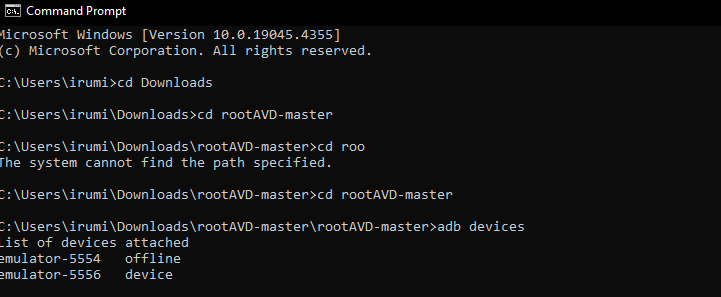 Command Prompt
Microsoft Windows [Version 10.0.19045.4355]
(c) Microsoft Corporation. All rights reserved.
C:\Users\irumi>cd Downloads
C:\Users\irumi\Downloads>cd rootAVD-master
C:\Users\irumi\Downloads\rootAVD-master>cd roo
The system cannot find the path specified.
C:\Users\irumi\Downloads\rootAVD-master>cd rootAVD-master
C:\Users\irumi\Downloads\rootAVD-master\rootAVD-master>adb devices
List of devices attached
emulator-5554   offline
emulator-5556   device